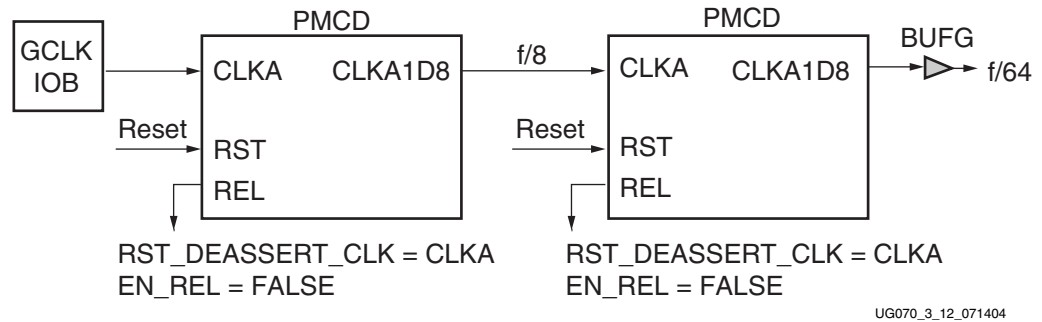 PMCD
PMCD
GCLK
IOB
CLKA
CLKA1D8
f/8
CLKA
CLKA1D8
BUFG
f/64
Reset
RST
REL
Reset
RST
REL
RST_DEASSERT_CLK = CLKA
EN_REL = FALSE
RST_DEASSERT_CLK = CLKA
EN_REL = FALSE
UG070_3_12_071404